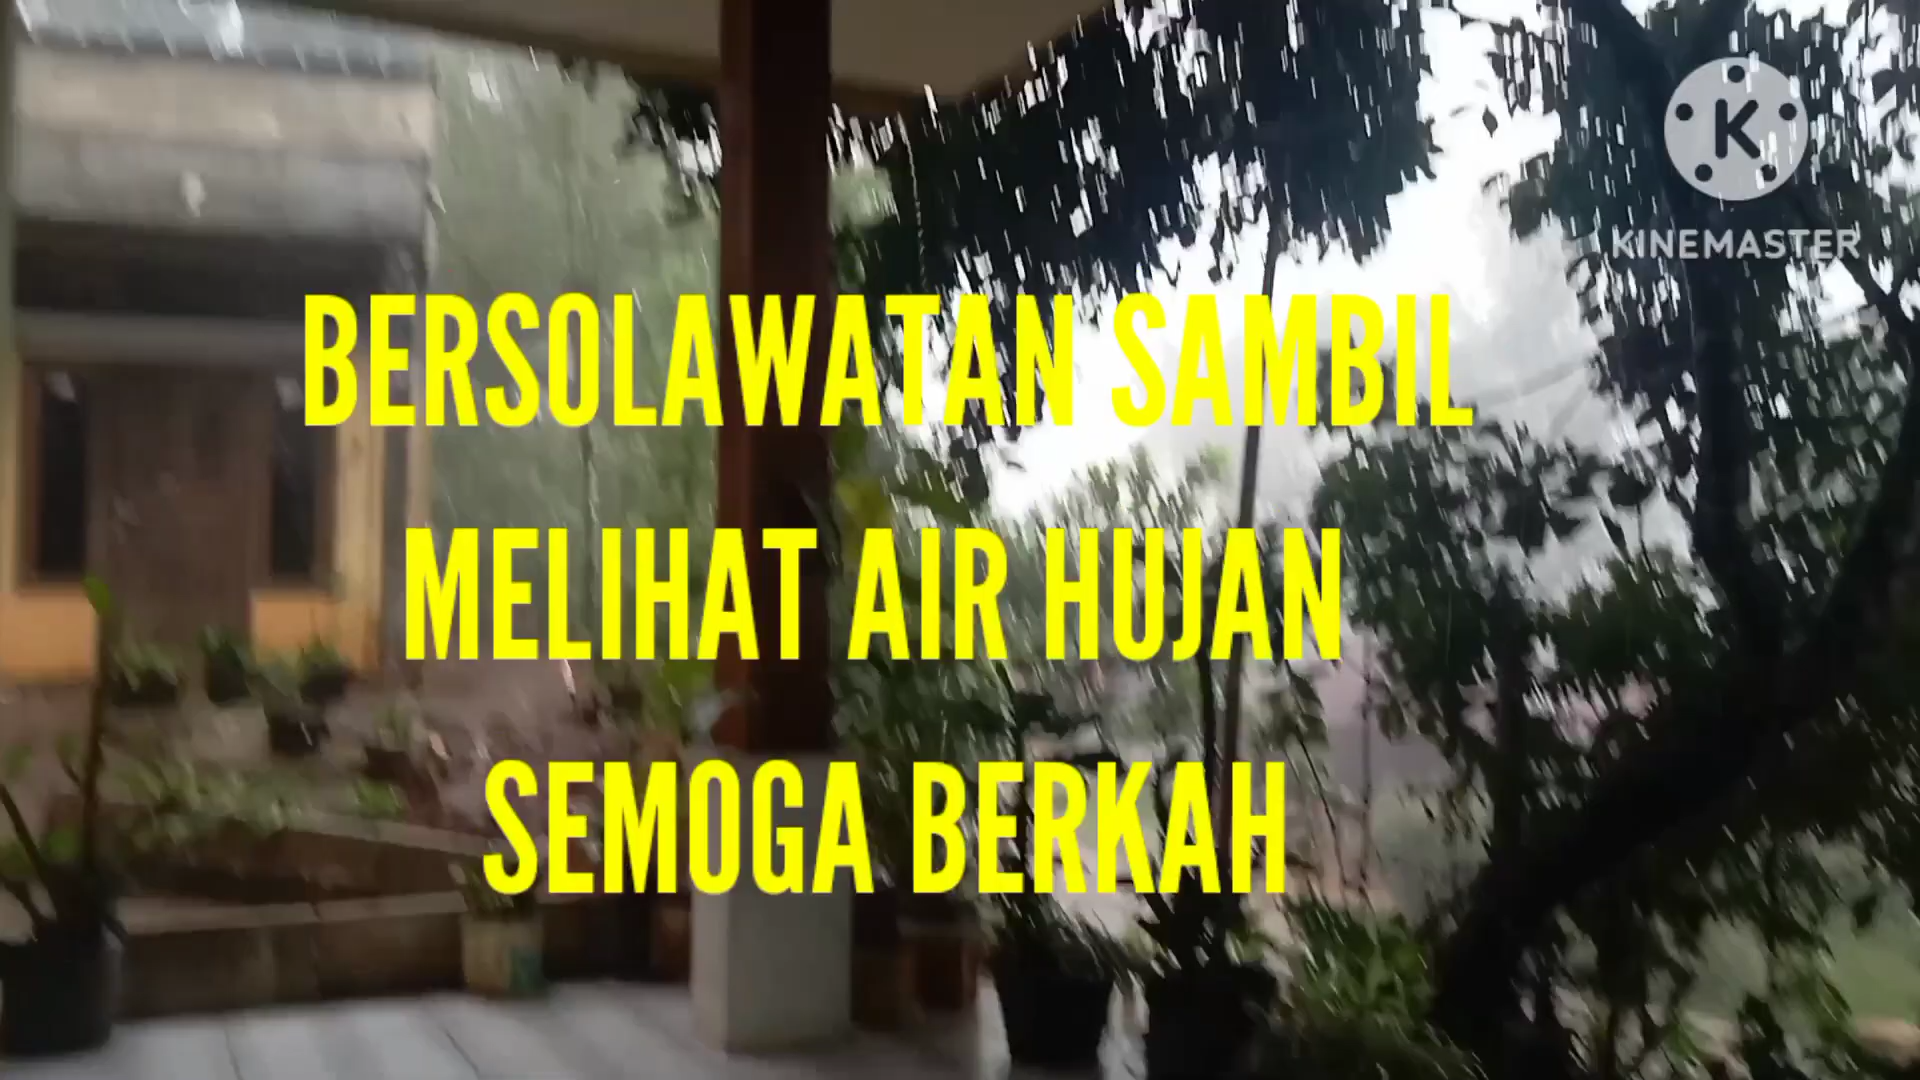 K
KINEMASTER
BERSOLAWATAN SAMBIL
MELIHAT AIR HUJAN
SEMOGA BERKAH